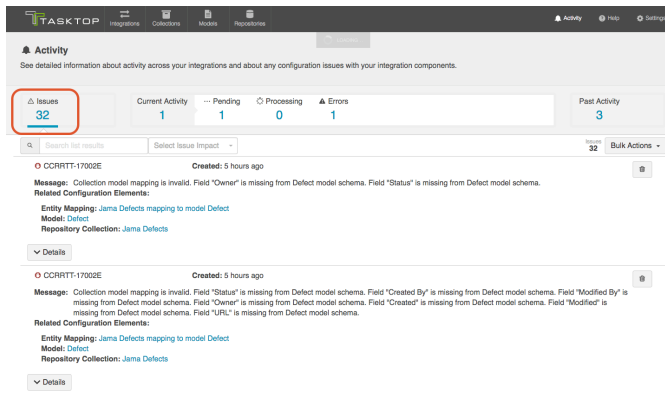 TASKTOP
Integrations Collections Models Repositories
Activity Help Settings
Activity
See detailed information about activity across your integrations and about any configuration issues with your integration components.
Issues Current Activity Pending Processing Errors Past Activity
32 1 1 0 1 3
Search list results Select Issue Impact Issues 32 Bulk Actions
CCRRTT-17002E Created: 5 hours ago
Message: Collection model mapping is invalid. Field "Owner" is missing from Defect model schema. Field "Status" is missing from Defect model schema.
Related Configuration Elements:
Entity Mapping: Jama Defects mapping to model Defect
Model: Defect
Repository Collection: Jama Defects
Details
CCRRTT-17002E Created: 5 hours ago
Message: Collection model mapping is invalid. Field "Status" is missing from Defect model schema. Field "Created By" is missing from Defect model schema. Field "Modified By" is
missing from Defect model schema. Field "Owner" is missing from Defect model schema. Field "Created" is missing from Defect model schema. Field "Modified" is
missing from Defect model schema. Field "URL" is missing from Defect model schema.
Related Configuration Elements:
Entity Mapping: Jama Defects mapping to model Defect
Model: Defect
Repository Collection: Jama Defects
Details